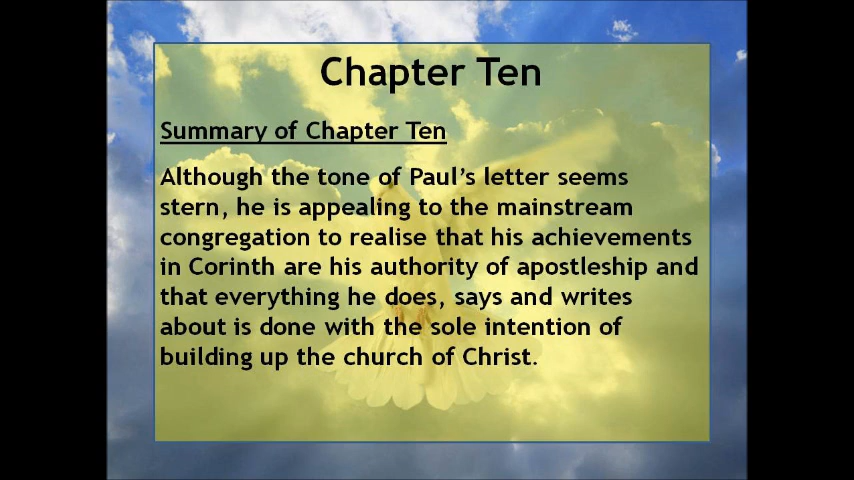 Chapter Ten
Summary of Chapter Ten
Although the tone of Paul’s letter seems
stern, he is appealing to the mainstream
congregation to realise that his achievements
in Corinth are his authority of apostleship and
that everything he does, says and writes
about is done with the sole intention of
building up the church of Christ.